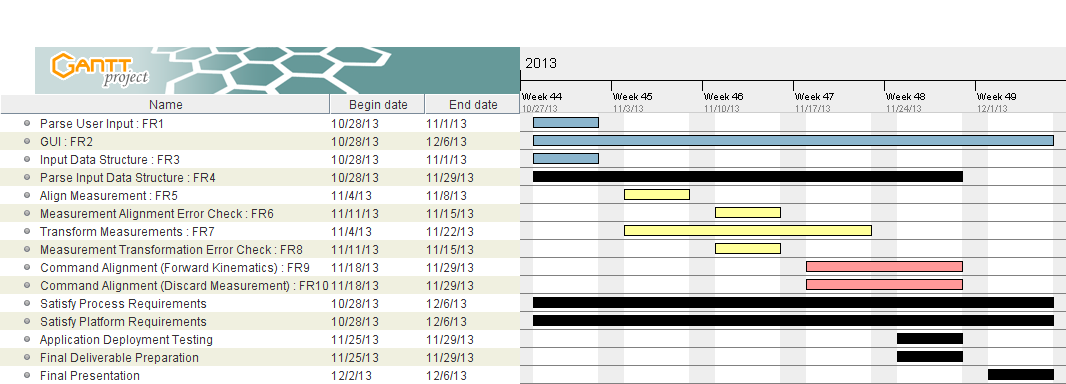 GANTT
project
2013
Week 44 Week 45 Week 46 Week 47 Week 48 Week 49
10/27/13 11/3/13 11/10/13 11/17/13 11/24/13 12/1/13
Name Begin date End date
Parse User Input : FR1 10/28/13 11/1/13
GUI : FR2 10/28/13 12/6/13
Input Data Structure : FR3 10/28/13 11/1/13
Parse Input Data Structure : FR4 10/28/13 11/29/13
Align Measurement : FR5 11/4/13 11/8/13
Measurement Alignment Error Check : FR6 11/11/13 11/15/13
Transform Measurements : FR7 11/4/13 11/22/13
Measurement Transformation Error Check : FR8 11/11/13 11/15/13
Command Alignment (Forward Kinematics) : FR9 11/18/13 11/29/13
Command Alignment (Discard Measurement) : FR10 11/18/13 11/29/13
Satisfy Process Requirements 10/28/13 12/6/13
Satisfy Platform Requirements 10/28/13 12/6/13
Application Deployment Testing 11/25/13 11/29/13
Final Deliverable Preparation 11/25/13 11/29/13
Final Presentation 12/2/13 12/6/13